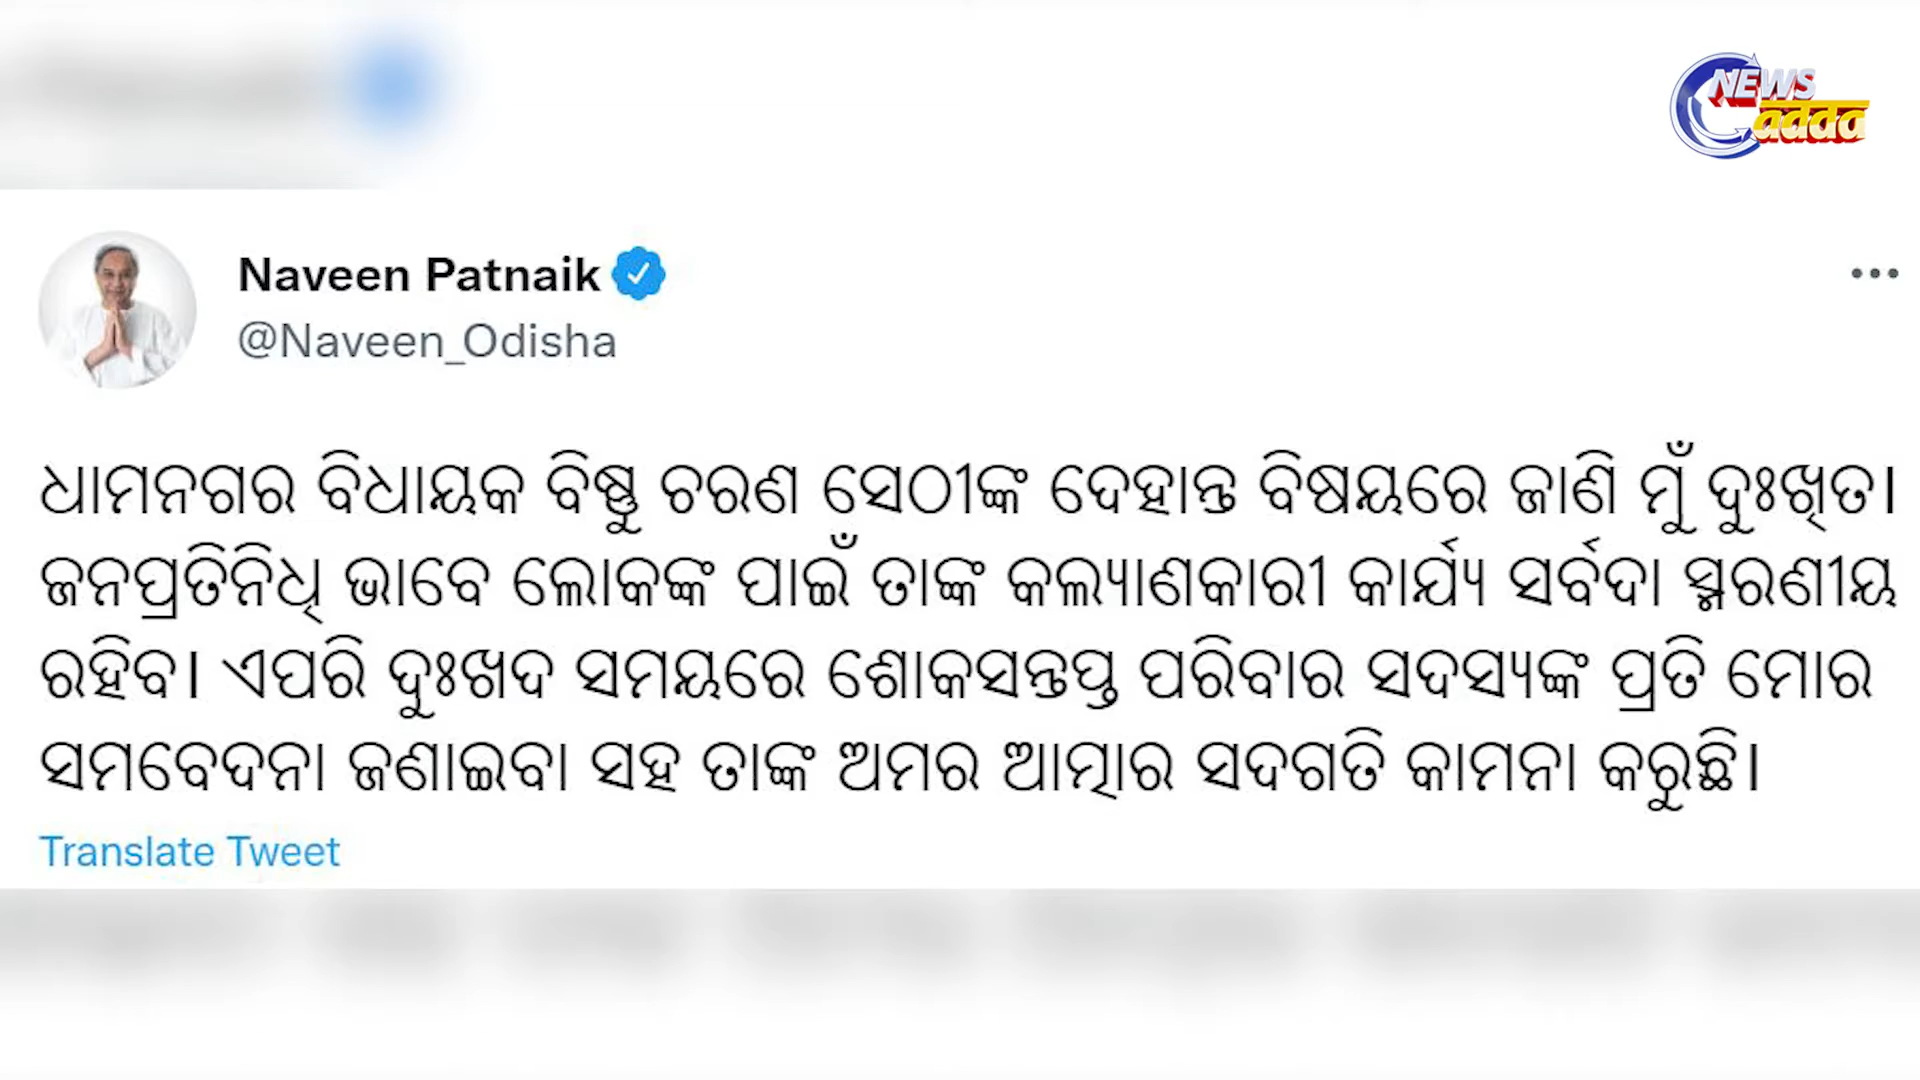 NEWS
adda
Naveen Patnaik
@Naveen_Odisha
ଧାମନଗର ବିଧାୟକ ବିଷ୍ଣୁ ଚରଣ ସେଠୀଙ୍କ ଦେହାନ୍ତ ବିଷୟରେ ଜାଣି ମୁଁ ଦୁଃଖିତ।
ଜନପ୍ରତିନିଧି ଭାବେ ଲୋକଙ୍କ ପାଇଁ ତାଙ୍କ କଲ୍ୟାଣକାରୀ କାର୍ଯ୍ୟ ସର୍ବଦା ସ୍ମରଣୀୟ
ରହିବ। ଏପରି ଦୁଃଖଦ ସମୟରେ ଶୋକସନ୍ତପ୍ତ ପରିବାର ସଦସ୍ୟଙ୍କ ପ୍ରତି ମୋର
ସମବେଦନା ଜଣାଇବା ସହ ତାଙ୍କ ଅମର ଆତ୍ମାର ସଦଗତି କାମନା କରୁଛି।
Translate Tweet